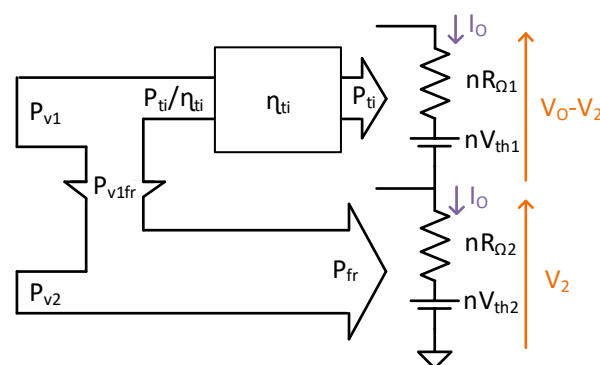 I_O
P_v1
P_ti/η_ti
η_ti
P_ti
nR_Ω1
V_O-V_2
nV_th1
P_v1fr
I_O
nR_Ω2
P_v2
P_fr
V_2
nV_th2